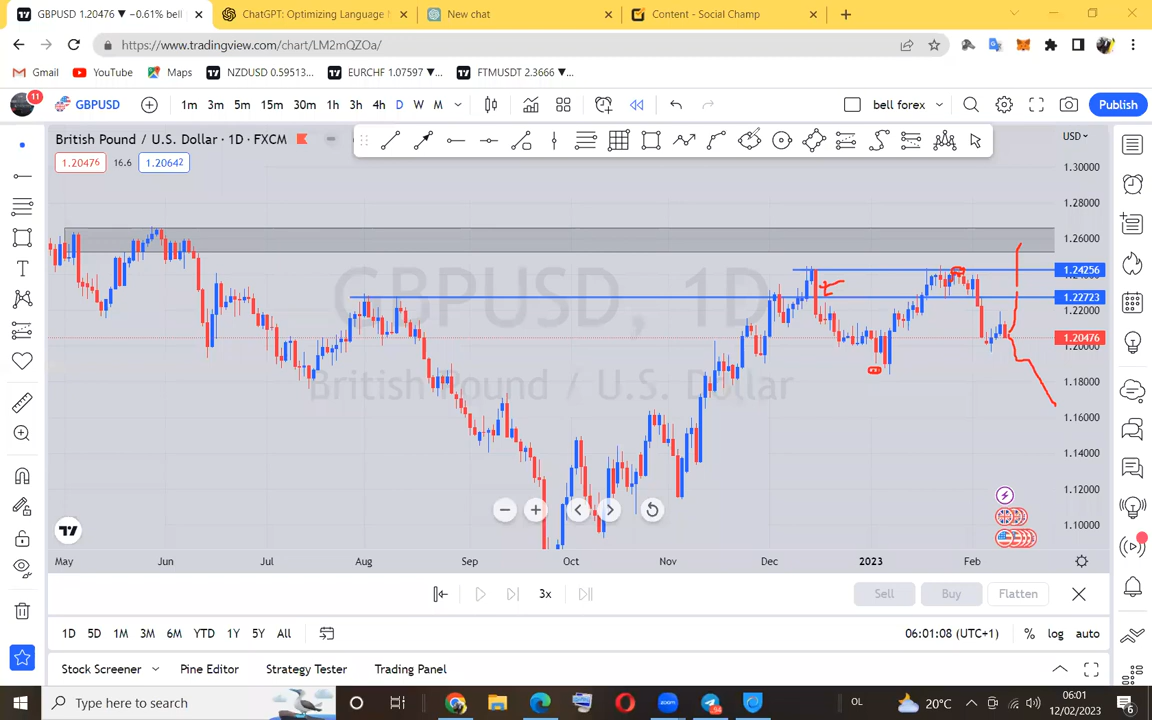 GBPUSD 1.20476 ▼ −0.61% bell
ChatGPT: Optimizing Language
New chat
Content - Social Champ
https://www.tradingview.com/chart/LM2mQZOa/
Gmail
YouTube
Maps
NZDUSD 0.59513...
EURCHF 1.07597 ▼...
FTMUSDT 2.3666 ▼...
11
GBPUSD
1m 3m 5m 15m 30m 1h 3h 4h D W M
bell forex
Publish
British Pound / U.S. Dollar · 1D · FXCM
USD
1.20476
16.6
1.20642
1.30000
1.28000
1.26000
1.24256
1.22723
1.20476
1.20000
1.18000
1.16000
1.14000
1.12000
1.10000
GBPUSD, 1D
British Pound / U.S. Dollar
May Jun Jul Aug Sep Oct Nov Dec 2023 Feb
3x
Sell
Buy
Flatten
1D 5D 1M 3M 6M YTD 1Y 5Y All
06:01:08 (UTC+1)
% log auto
Stock Screener
Pine Editor
Strategy Tester
Trading Panel
Type here to search
94
zoom
OL
20°C
06:01
12/02/2023
6